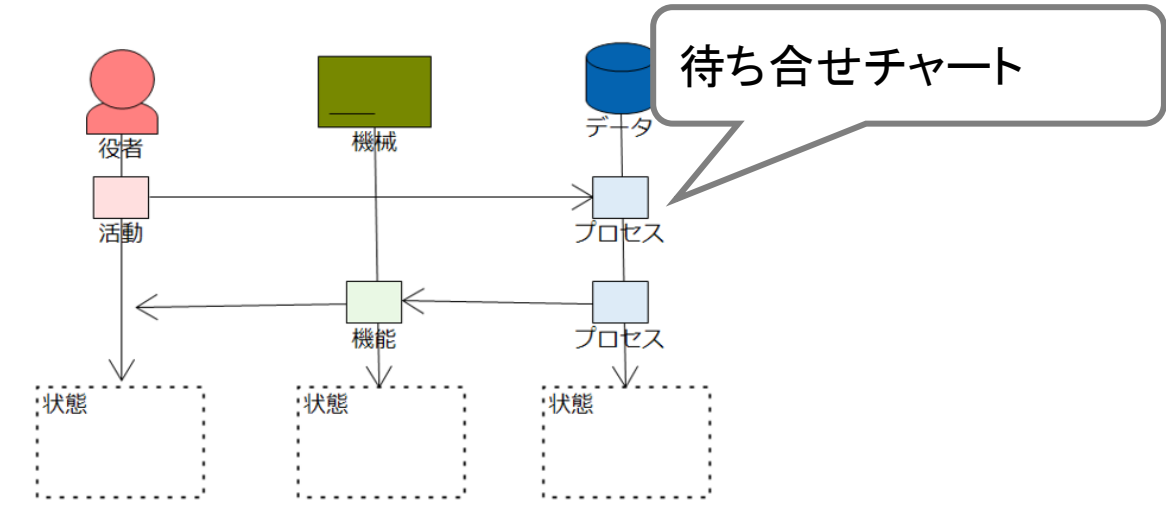 待ち合せチャート
役者
機械
データ
活動
プロセス
機能
プロセス
状態
状態
状態